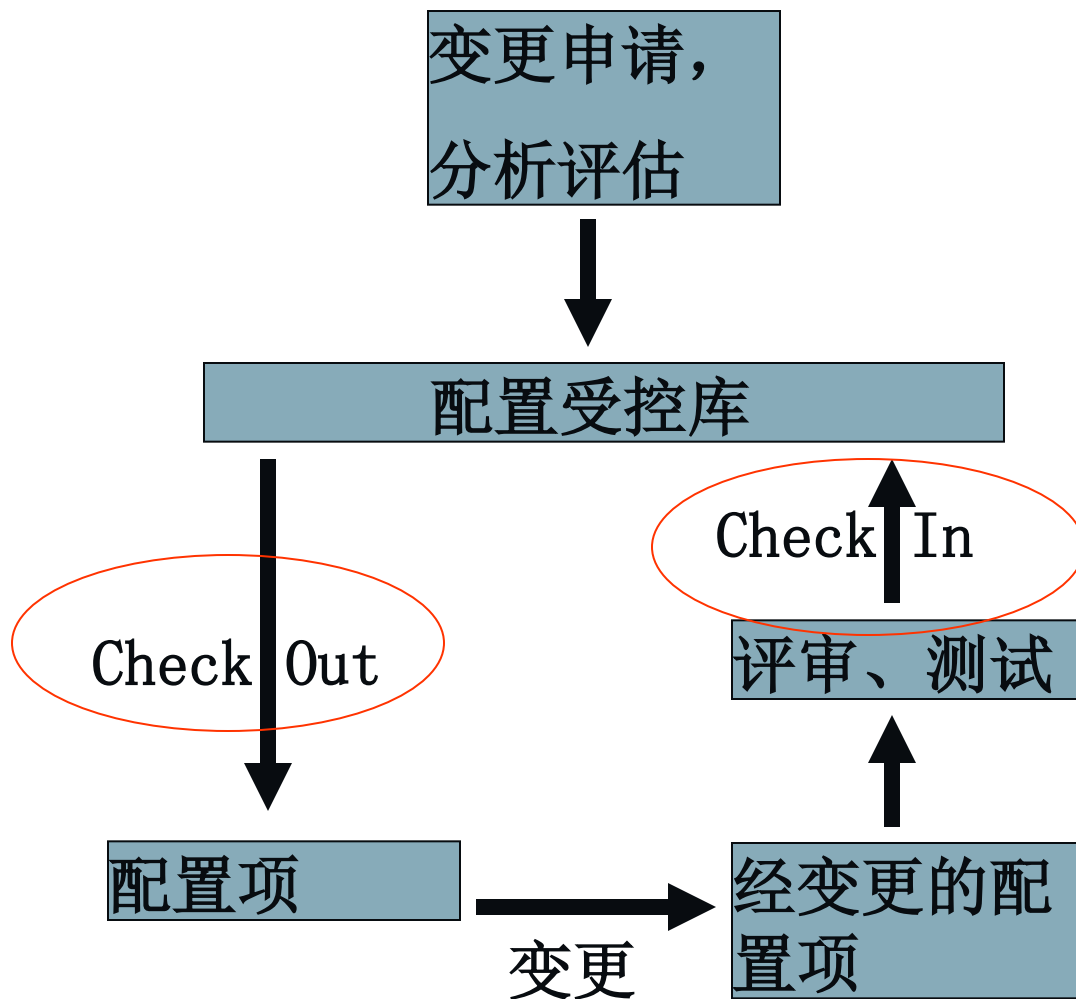 变更申请，
分析评估
配置受控库
Check In
Check Out
评审、测试
配置项
经变更的配
置项
变更